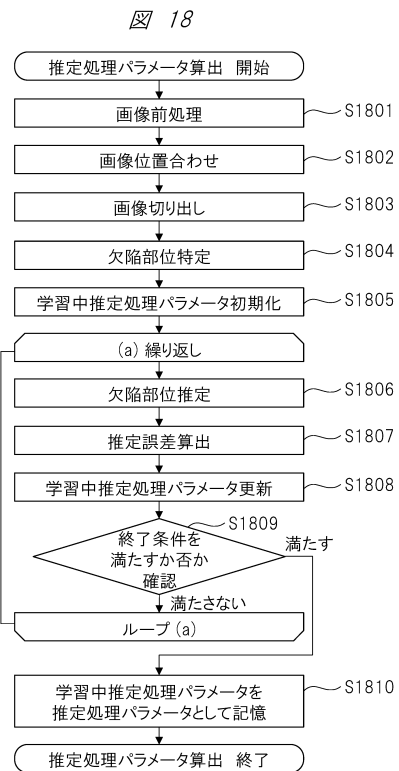 図 18
推定処理パラメータ算出 開始
画像前処理
S1801
画像位置合わせ
S1802
画像切り出し
S1803
欠陥部位特定
S1804
学習中推定処理パラメータ初期化
S1805
(a) 繰り返し
欠陥部位推定
S1806
推定誤差算出
S1807
学習中推定処理パラメータ更新
S1808
S1809
終了条件を
満たすか否か
確認
満たす
満たさない
ループ (a)
学習中推定処理パラメータを
推定処理パラメータとして記憶
S1810
推定処理パラメータ算出 終了